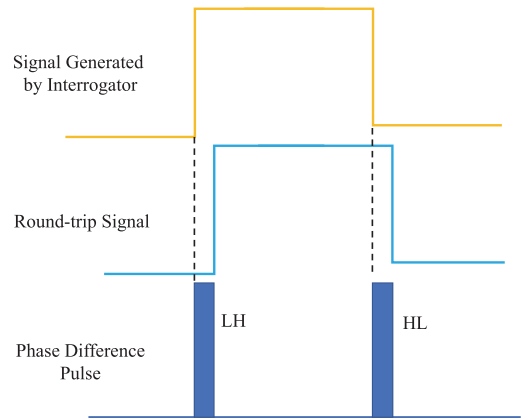 Signal Generated
by Interrogator
Round-trip Signal
LH
HL
Phase Difference
Pulse